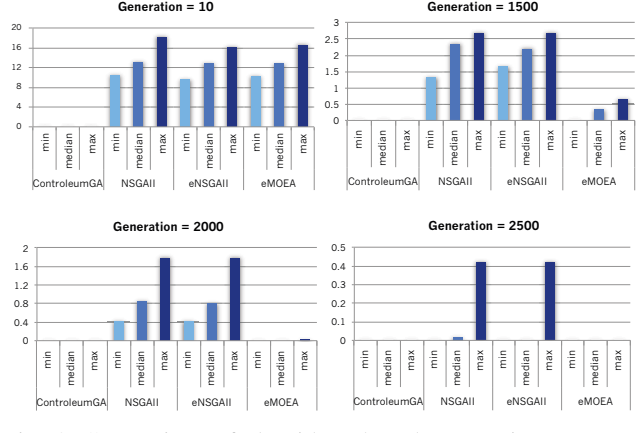 Generation = 10
20
16
12
8
4
0
min
median
max
min
median
max
min
median
max
min
median
max
ControleumGA NSGAII eNSGAII eMOEA
Generation = 1500
3
2.5
2
1.5
1
0.5
0
min
median
max
min
median
max
min
median
max
min
median
max
ControleumGA NSGAII eNSGAII eMOEA
Generation = 2000
2
1.6
1.2
0.8
0.4
0
min
median
max
min
median
max
min
median
max
min
median
max
ControleumGA NSGAII eNSGAII eMOEA
Generation = 2500
0.5
0.4
0.3
0.2
0.1
0
min
median
max
min
median
max
min
median
max
min
median
max
ControleumGA NSGAII eNSGAII eMOEA